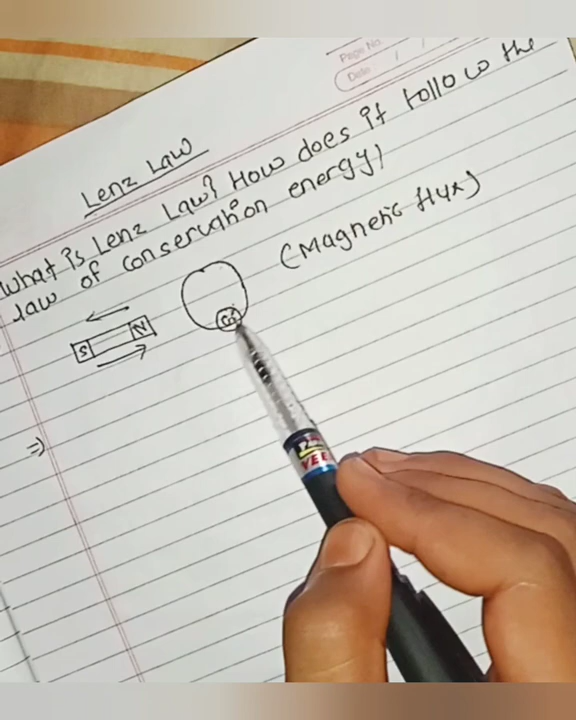 Page No.
Date / /
Lenz Law
What is Lenz Law? How does it follow the
law of conservation energy)
(Magnetic flux)
S N
G
=)